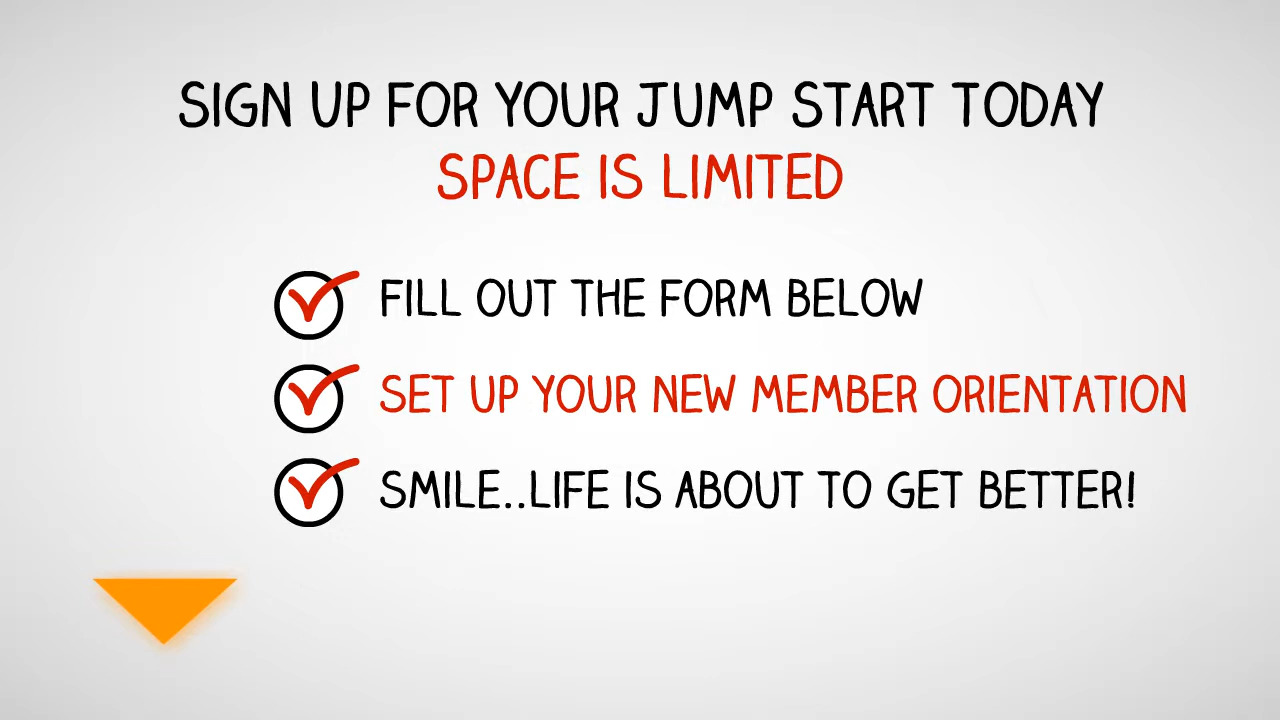 SIGN UP FOR YOUR JUMP START TODAY
SPACE IS LIMITED
FILL OUT THE FORM BELOW
SET UP YOUR NEW MEMBER ORIENTATION
SMILE..LIFE IS ABOUT TO GET BETTER!